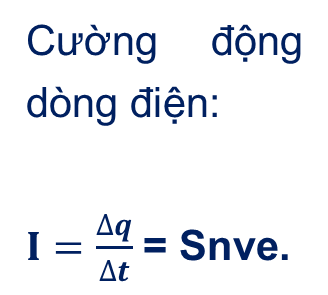 Cường động
dòng điện:
I = Δq/Δt = Snve.